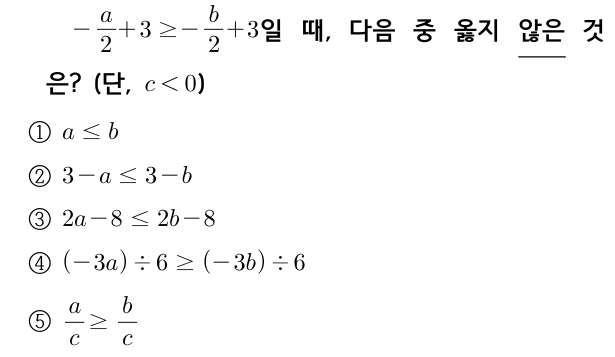 $-\frac{a}{2}+3 \geq -\frac{b}{2}+3$일 때, 다음 중 옳지 않은 것
은? (단, $c<0$)
① $a \leq b$
② $3-a \leq 3-b$
③ $2a-8 \leq 2b-8$
④ $(-3a) \div 6 \geq (-3b) \div 6$
⑤ $\frac{a}{c} \geq \frac{b}{c}$